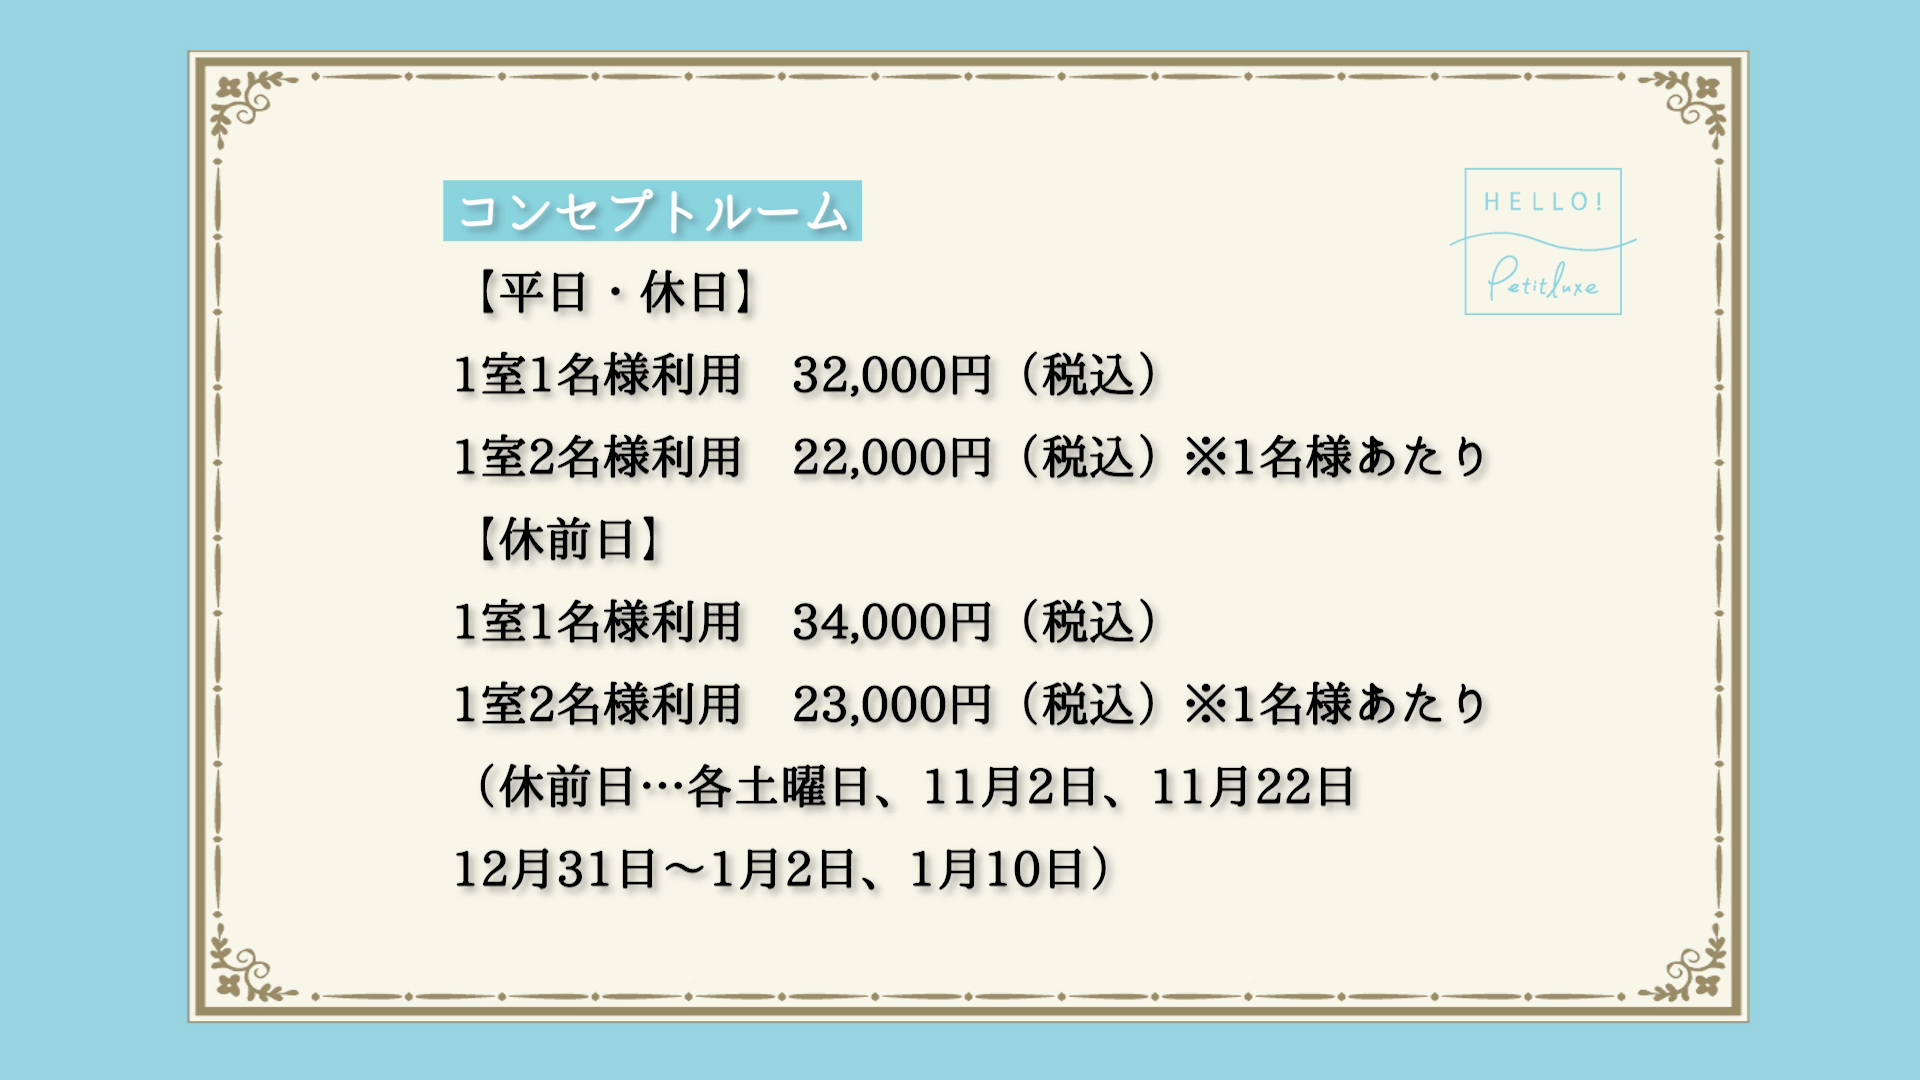 コンセプトルーム
HELLO!
Petitluxe
【平日・休日】
1室1名様利用　32,000円（税込）
1室2名様利用　22,000円（税込）※1名様あたり
【休前日】
1室1名様利用　34,000円（税込）
1室2名様利用　23,000円（税込）※1名様あたり
（休前日…各土曜日、11月2日、11月22日
12月31日～1月2日、1月10日）